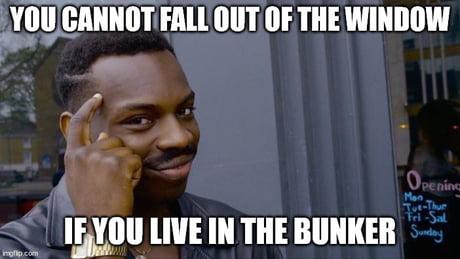 YOU CANNOT FALL OUT OF THE WINDOW
Opening
Mon
Tue-Thur
Fri-Sat
Sunday
IF YOU LIVE IN THE BUNKER
imgflip.com